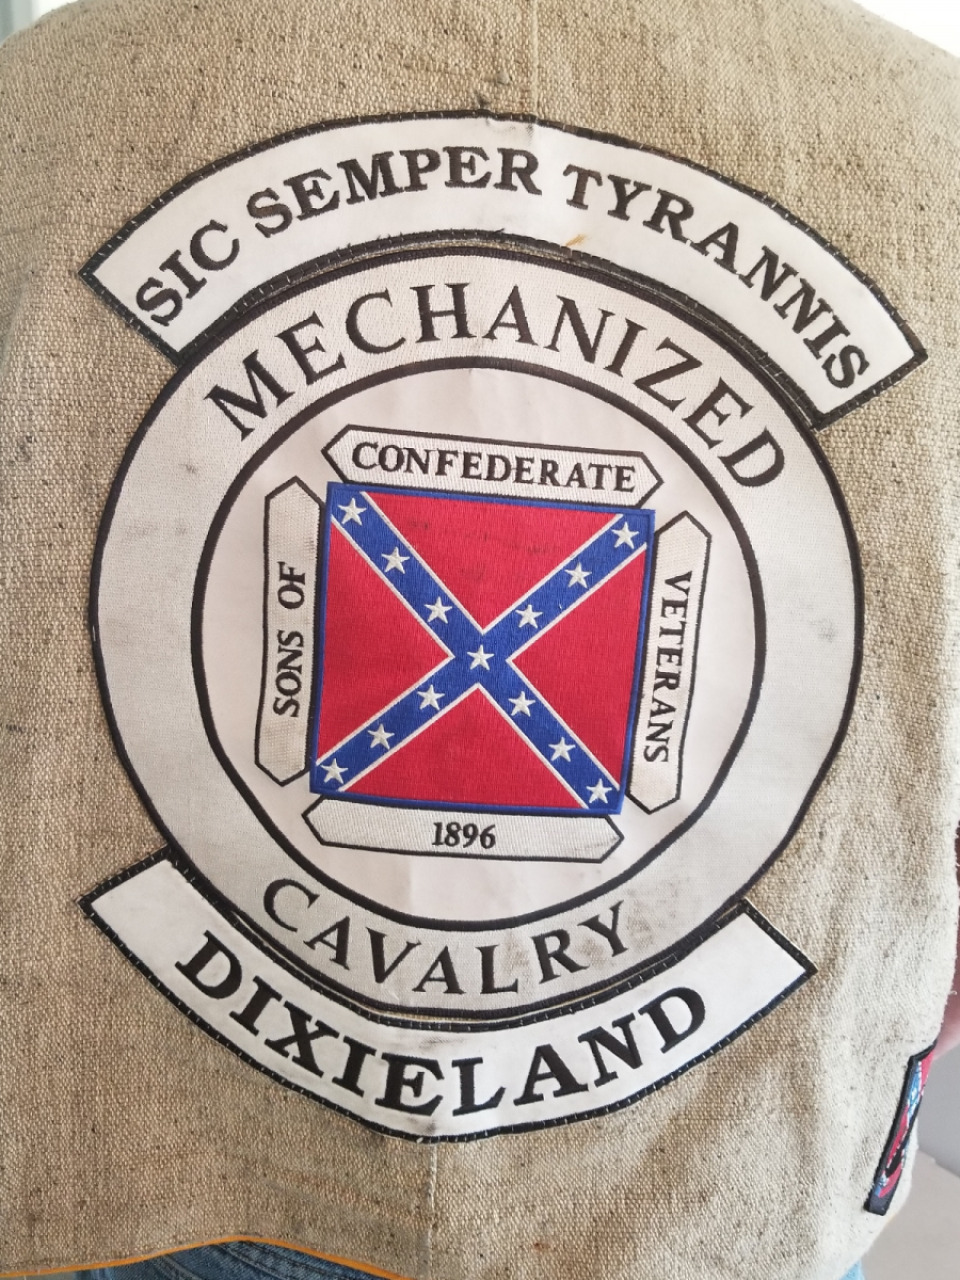 SIC SEMPER TYRANNIS
MECHANIZED
CONFEDERATE
SONS OF
VETERANS
1896
CAVALRY
DIXIELAND